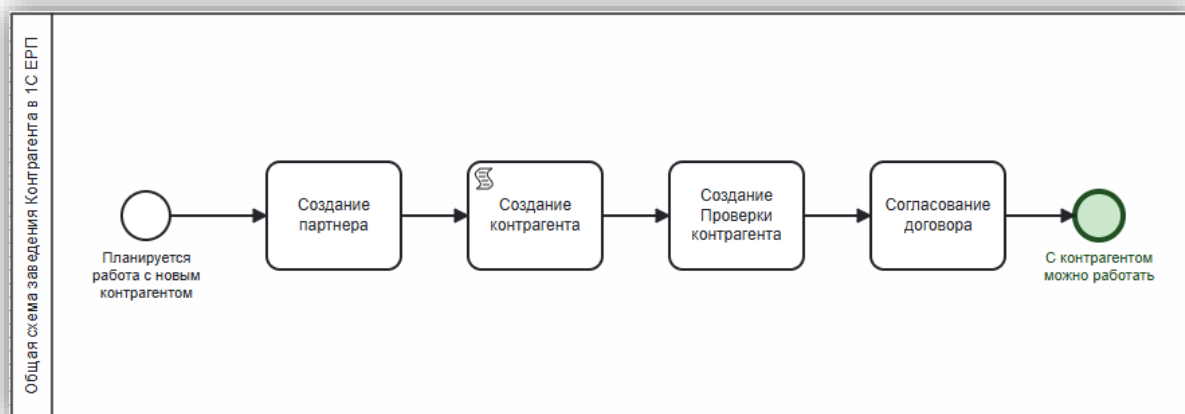 Общая схема заведения Контрагента в 1С ЕРП
Планируется
работа с новым
контрагентом
Создание
партнера
Создание
контрагента
Создание
Проверки
контрагента
Согласование
договора
С контрагентом
можно работать